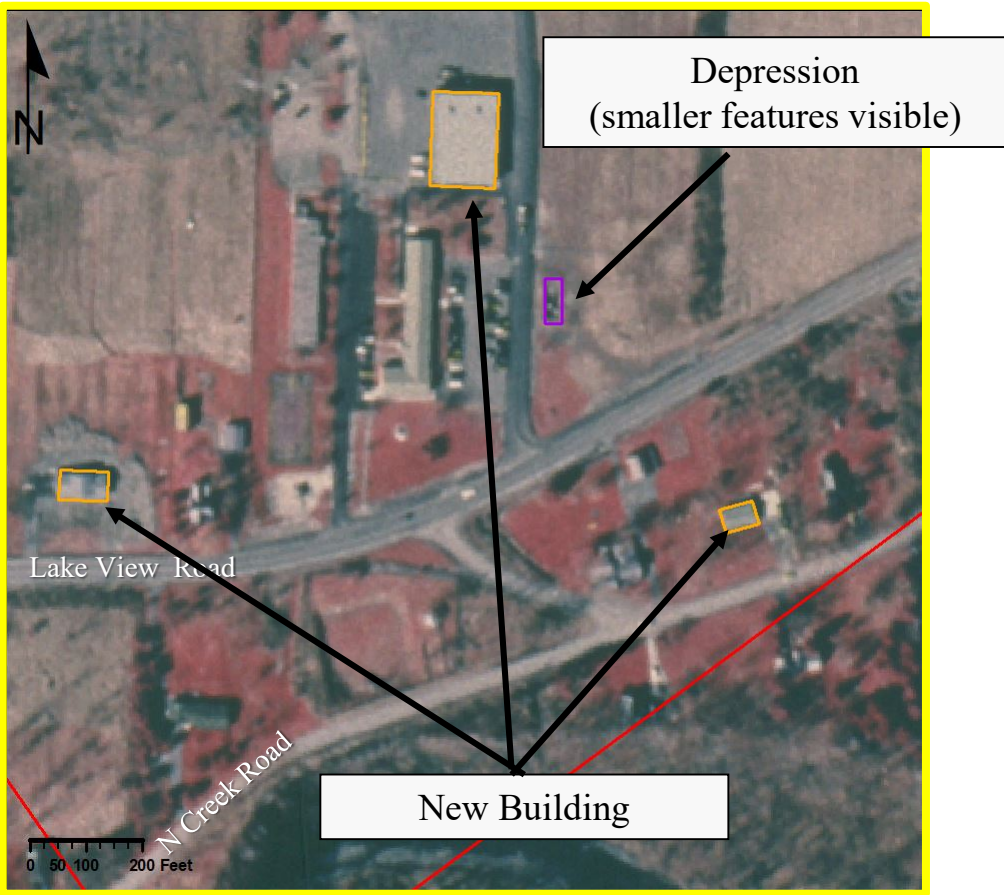 N
Depression
(smaller features visible)
Lake View Road
N Creek Road
New Building
0 50 100 200 Feet